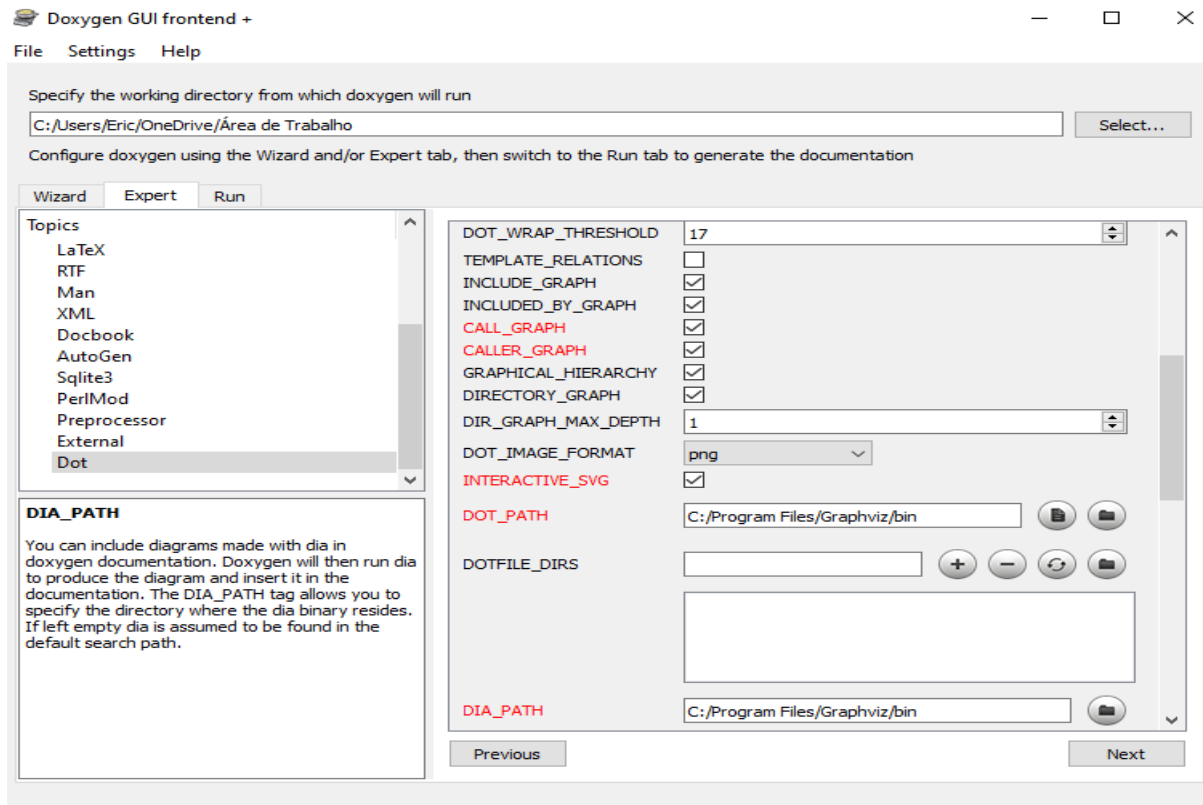 Doxygen GUI frontend +
File Settings Help
Specify the working directory from which doxygen will run
C:/Users/Eric/OneDrive/Área de Trabalho
Select...
Configure doxygen using the Wizard and/or Expert tab, then switch to the Run tab to generate the documentation
Wizard Expert Run
Topics
LaTeX
RTF
Man
XML
Docbook
AutoGen
Sqlite3
PerlMod
Preprocessor
External
Dot
DIA_PATH
You can include diagrams made with dia in
doxygen documentation. Doxygen will then run dia
to produce the diagram and insert it in the
documentation. The DIA_PATH tag allows you to
specify the directory where the dia binary resides.
If left empty dia is assumed to be found in the
default search path.
DOT_WRAP_THRESHOLD 17
TEMPLATE_RELATIONS
INCLUDE_GRAPH
INCLUDED_BY_GRAPH
CALL_GRAPH
CALLER_GRAPH
GRAPHICAL_HIERARCHY
DIRECTORY_GRAPH
DIR_GRAPH_MAX_DEPTH 1
DOT_IMAGE_FORMAT png
INTERACTIVE_SVG
DOT_PATH C:/Program Files/Graphviz/bin
DOTFILE_DIRS
DIA_PATH C:/Program Files/Graphviz/bin
Previous Next